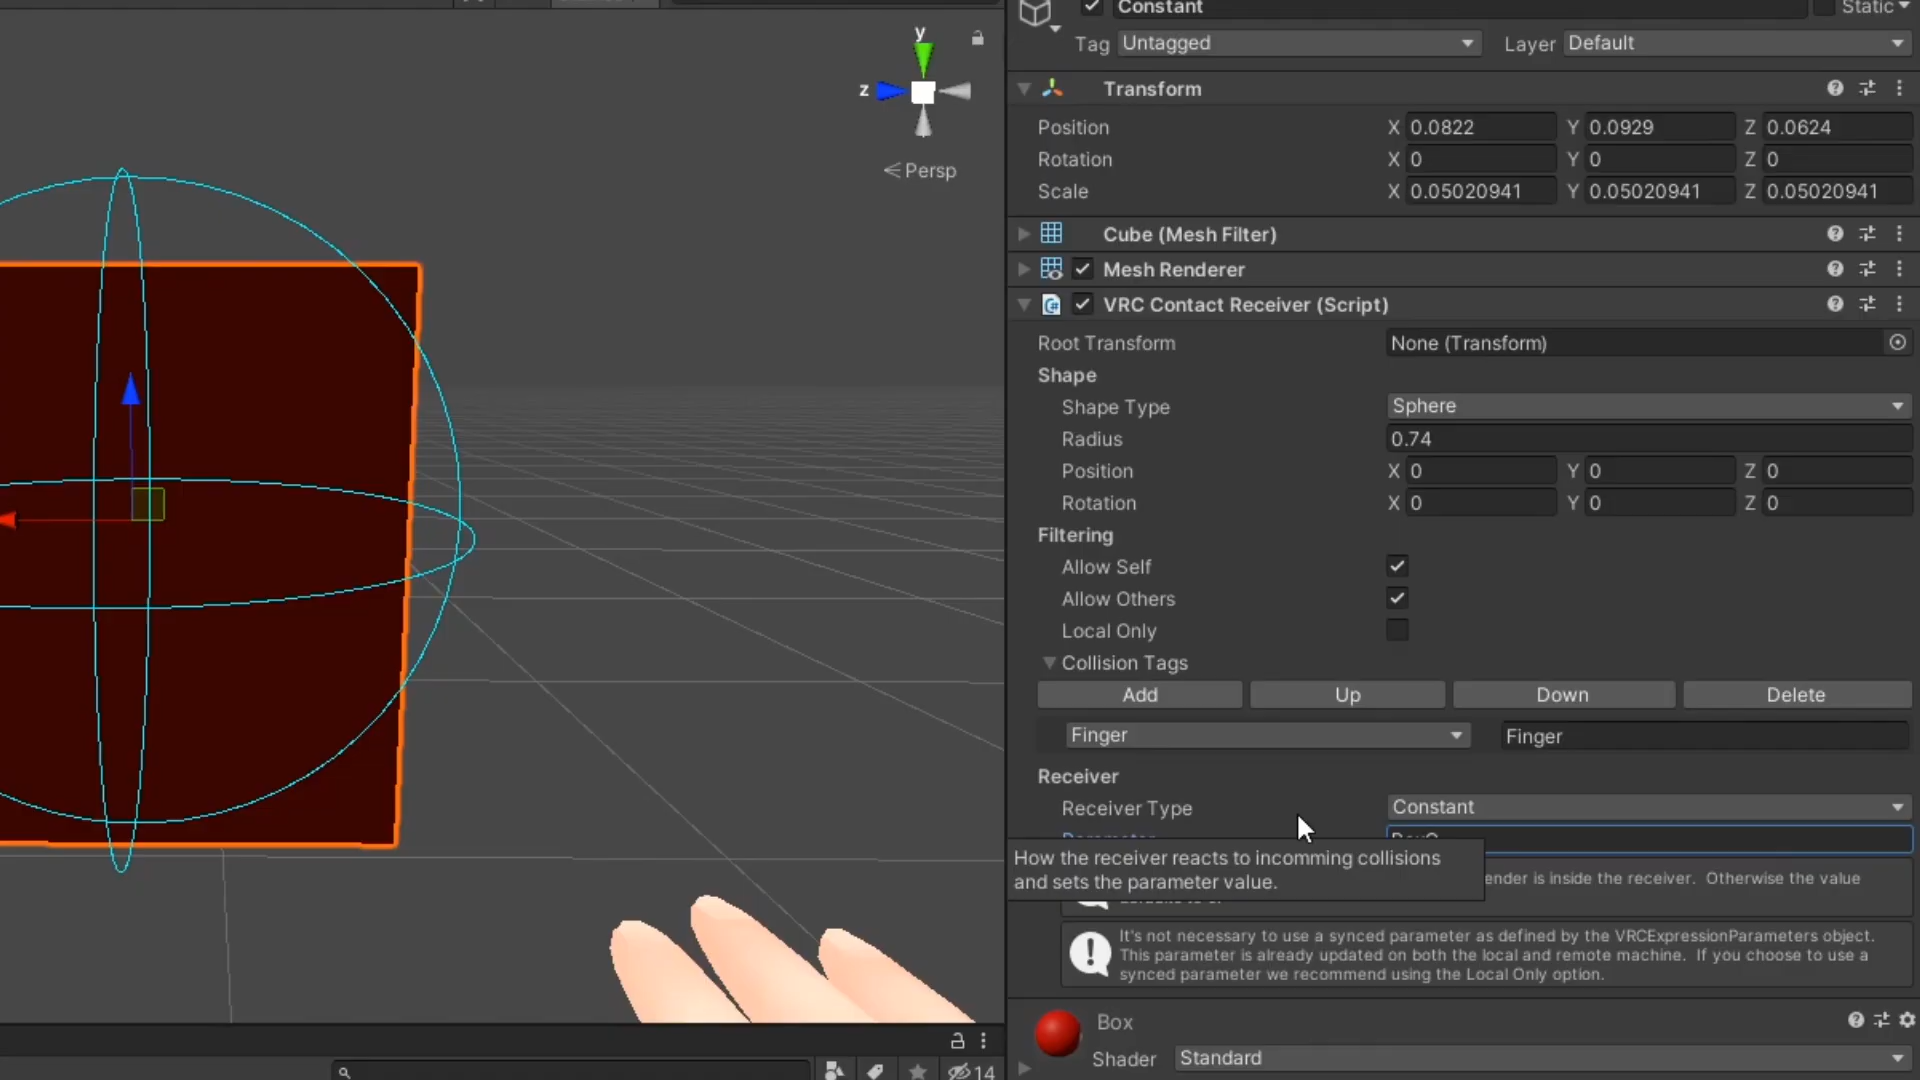 Constant
Static
Tag Untagged Layer Default
y
z
Persp
Transform
Position X 0.0822 Y 0.0929 Z 0.0624
Rotation X 0 Y 0 Z 0
Scale X 0.05020941 Y 0.05020941 Z 0.05020941
Cube (Mesh Filter)
Mesh Renderer
VRC Contact Receiver (Script)
Root Transform None (Transform)
Shape
Shape Type Sphere
Radius 0.74
Position X 0 Y 0 Z 0
Rotation X 0 Y 0 Z 0
Filtering
Allow Self
Allow Others
Local Only
Collision Tags
Add Up Down Delete
Finger Finger
Receiver
Receiver Type Constant
How the receiver reacts to incomming collisions
and sets the parameter value.
ender is inside the receiver. Otherwise the value
It's not necessary to use a synced parameter as defined by the VRCExpressionParameters object.
This parameter is already updated on both the local and remote machine. If you choose to use a
synced parameter we recommend using the Local Only option.
Box
Shader Standard
14